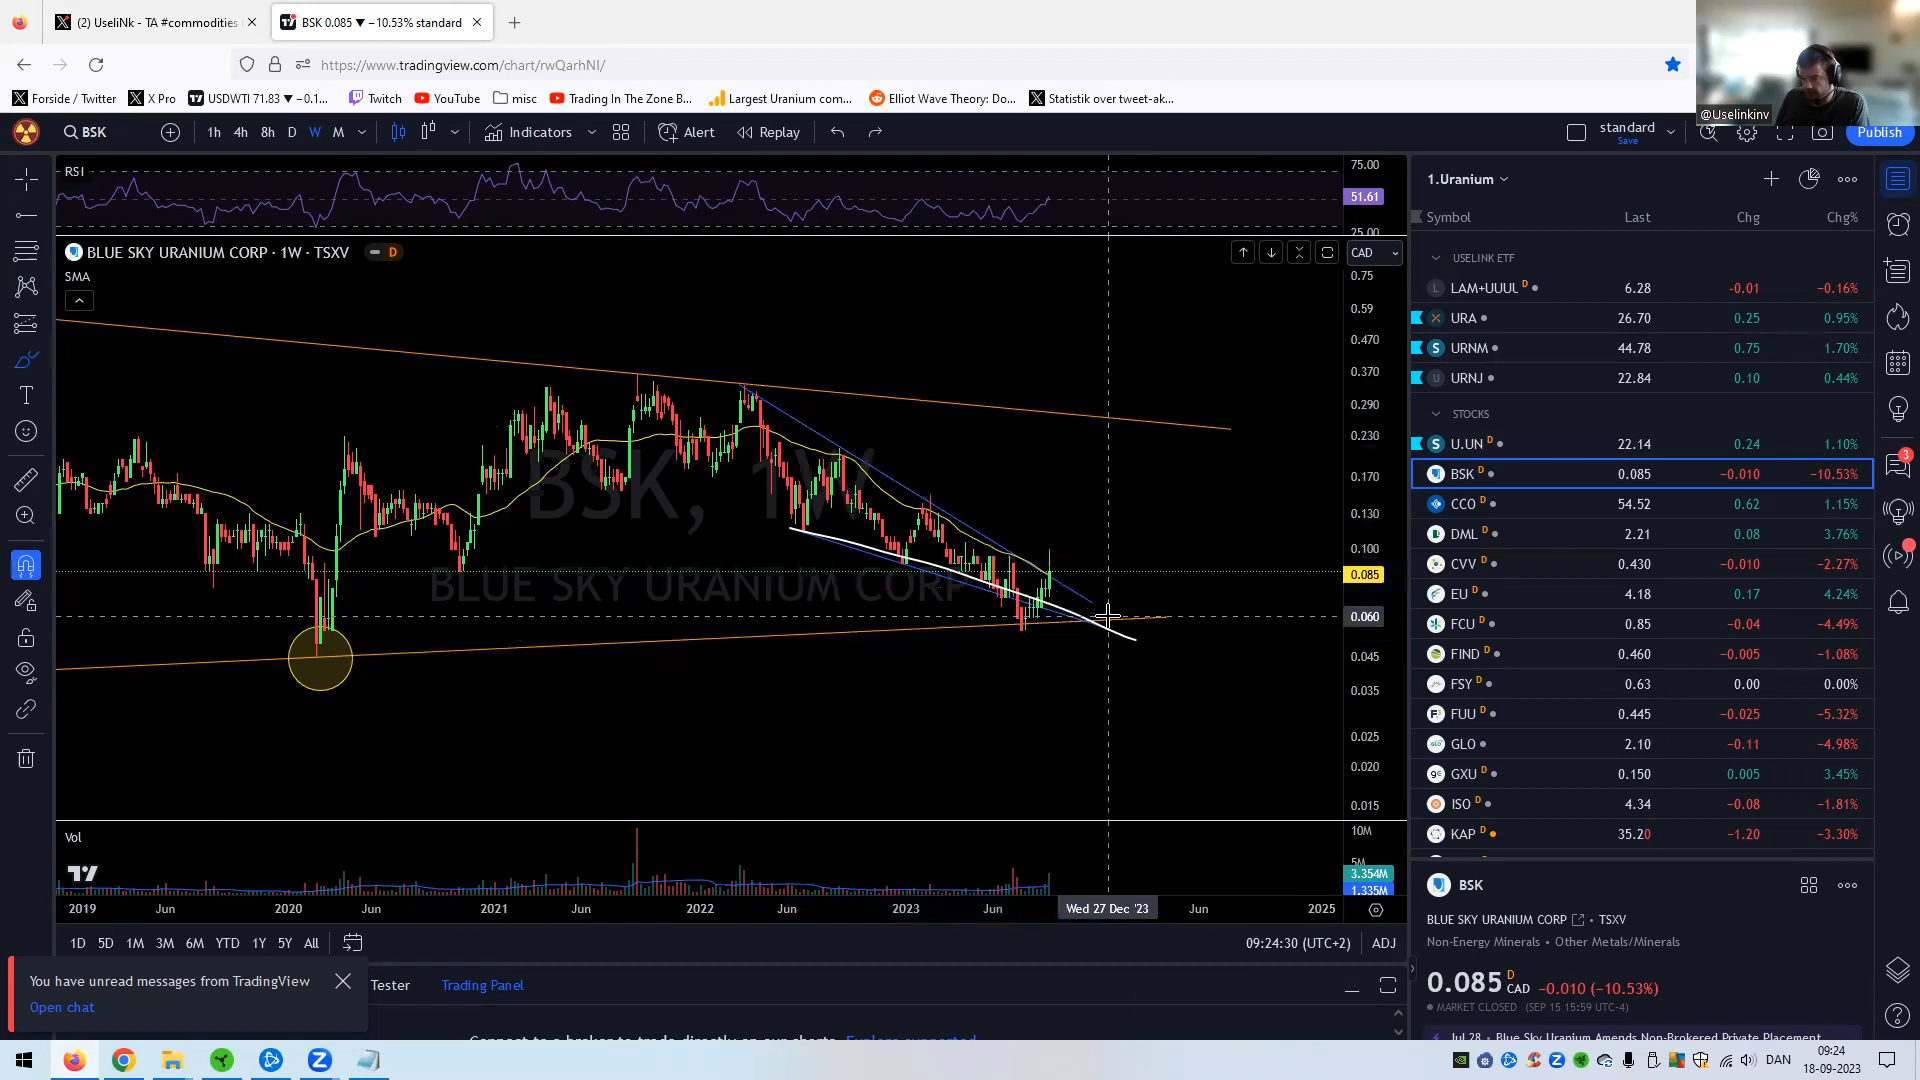 (2) UseliNk - TA #commodities
BSK 0.085 ▼ −10.53% standard
https://www.tradingview.com/chart/rwQarhNI/
Forside / Twitter
X Pro
USDWTI 71.83 ▼ −0.1...
Twitch
YouTube
misc
Trading In The Zone B...
Largest Uranium com...
Elliot Wave Theory: Do...
Statistik over tweet-ak...
@Uselinkinv
BSK
1h 4h 8h D W M
Indicators
Alert
Replay
standard
Save
Publish
RSI
75.00
51.61
25.00
BLUE SKY URANIUM CORP · 1W · TSXV
D
CAD
SMA
0.75
0.59
0.470
0.370
0.290
0.230
0.170
0.130
0.100
0.085
0.060
0.045
0.035
0.025
0.020
0.015
BSK, 1W
BLUE SKY URANIUM CORP
Vol
10M
5M
3.354M
1.335M
2019 Jun 2020 Jun 2021 Jun 2022 Jun 2023 Jun Wed 27 Dec '23 Jun 2025
1D 5D 1M 3M 6M YTD 1Y 5Y All
09:24:30 (UTC+2) ADJ
You have unread messages from TradingView
Open chat
Tester
Trading Panel
1.Uranium
Symbol Last Chg Chg%
USELINK ETF
LAM+UUUU D 6.28 −0.01 −0.16%
URA 26.70 0.25 0.95%
URNM 44.78 0.75 1.70%
URNJ 22.84 0.10 0.44%
STOCKS
U.UN D 22.14 0.24 1.10%
BSK D 0.085 −0.010 −10.53%
CCO D 54.52 0.62 1.15%
DML D 2.21 0.08 3.76%
CVV D 0.430 −0.010 −2.27%
EU D 4.18 0.17 4.24%
FCU D 0.85 −0.04 −4.49%
FIND D 0.460 −0.005 −1.08%
FSY D 0.63 0.00 0.00%
FUU D 0.445 −0.025 −5.32%
GLO 2.10 −0.11 −4.98%
GXU D 0.150 0.005 3.45%
ISO D 4.34 −0.08 −1.81%
KAP D 35.20 −1.20 −3.30%
3
BSK
BLUE SKY URANIUM CORP · TSXV
Non-Energy Minerals · Other Metals/Minerals
0.085 D CAD −0.010 (−10.53%)
MARKET CLOSED (SEP 15 15:59 UTC-4)
Jul 28 · Blue Sky Uranium Amends Non-Brokered Private Placement
DAN
09:24
18-09-2023